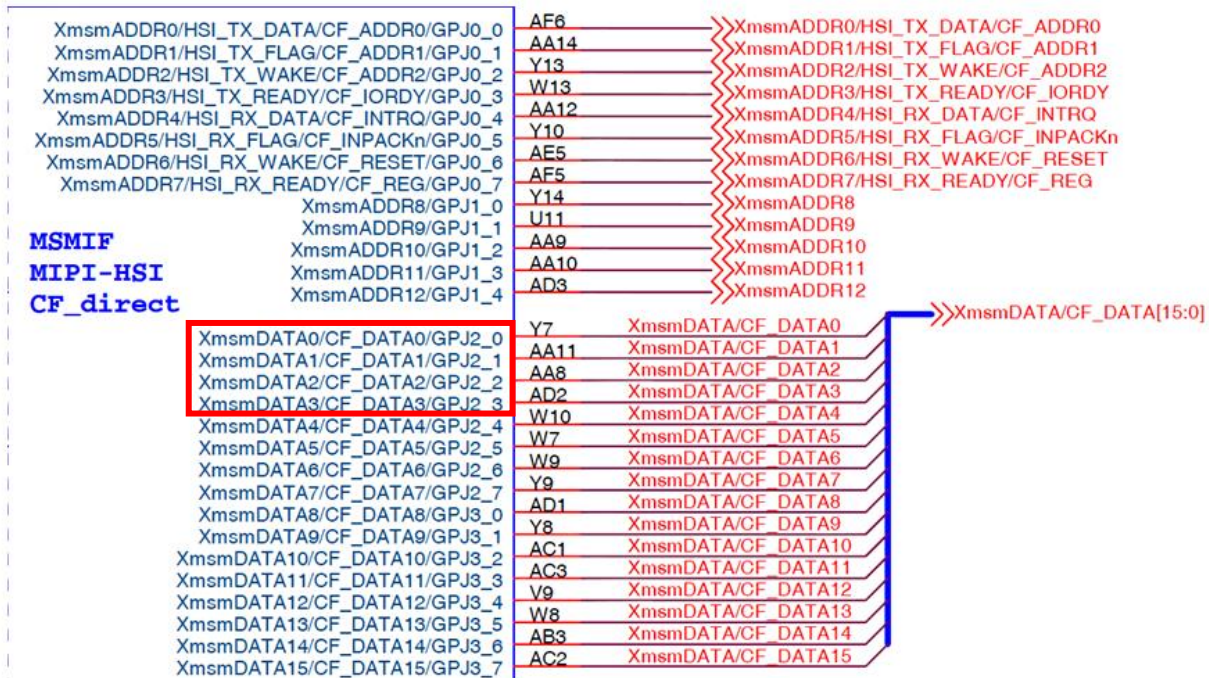 XmsmADDR0/HSI_TX_DATA/CF_ADDR0/GPJ0_0 AF6 XmsmADDR0/HSI_TX_DATA/CF_ADDR0
XmsmADDR1/HSI_TX_FLAG/CF_ADDR1/GPJ0_1 AA14 XmsmADDR1/HSI_TX_FLAG/CF_ADDR1
XmsmADDR2/HSI_TX_WAKE/CF_ADDR2/GPJ0_2 Y13 XmsmADDR2/HSI_TX_WAKE/CF_ADDR2
XmsmADDR3/HSI_TX_READY/CF_IORDY/GPJ0_3 W13 XmsmADDR3/HSI_TX_READY/CF_IORDY
XmsmADDR4/HSI_RX_DATA/CF_INTRQ/GPJ0_4 AA12 XmsmADDR4/HSI_RX_DATA/CF_INTRQ
XmsmADDR5/HSI_RX_FLAG/CF_INPACKn/GPJ0_5 Y10 XmsmADDR5/HSI_RX_FLAG/CF_INPACKn
XmsmADDR6/HSI_RX_WAKE/CF_RESET/GPJ0_6 AE5 XmsmADDR6/HSI_RX_WAKE/CF_RESET
XmsmADDR7/HSI_RX_READY/CF_REG/GPJ0_7 AF5 XmsmADDR7/HSI_RX_READY/CF_REG
XmsmADDR8/GPJ1_0 Y14 XmsmADDR8
XmsmADDR9/GPJ1_1 U11 XmsmADDR9
XmsmADDR10/GPJ1_2 AA9 XmsmADDR10
XmsmADDR11/GPJ1_3 AA10 XmsmADDR11
XmsmADDR12/GPJ1_4 AD3 XmsmADDR12
MSMIF
MIPI-HSI
CF_direct
XmsmDATA/CF_DATA[15:0]
XmsmDATA0/CF_DATA0/GPJ2_0 Y7 XmsmDATA/CF_DATA0
XmsmDATA1/CF_DATA1/GPJ2_1 AA11 XmsmDATA/CF_DATA1
XmsmDATA2/CF_DATA2/GPJ2_2 AA8 XmsmDATA/CF_DATA2
XmsmDATA3/CF_DATA3/GPJ2_3 AD2 XmsmDATA/CF_DATA3
XmsmDATA4/CF_DATA4/GPJ2_4 W10 XmsmDATA/CF_DATA4
XmsmDATA5/CF_DATA5/GPJ2_5 W7 XmsmDATA/CF_DATA5
XmsmDATA6/CF_DATA6/GPJ2_6 W9 XmsmDATA/CF_DATA6
XmsmDATA7/CF_DATA7/GPJ2_7 Y9 XmsmDATA/CF_DATA7
XmsmDATA8/CF_DATA8/GPJ3_0 AD1 XmsmDATA/CF_DATA8
XmsmDATA9/CF_DATA9/GPJ3_1 Y8 XmsmDATA/CF_DATA9
XmsmDATA10/CF_DATA10/GPJ3_2 AC1 XmsmDATA/CF_DATA10
XmsmDATA11/CF_DATA11/GPJ3_3 AC3 XmsmDATA/CF_DATA11
XmsmDATA12/CF_DATA12/GPJ3_4 V9 XmsmDATA/CF_DATA12
XmsmDATA13/CF_DATA13/GPJ3_5 W8 XmsmDATA/CF_DATA13
XmsmDATA14/CF_DATA14/GPJ3_6 AB3 XmsmDATA/CF_DATA14
XmsmDATA15/CF_DATA15/GPJ3_7 AC2 XmsmDATA/CF_DATA15